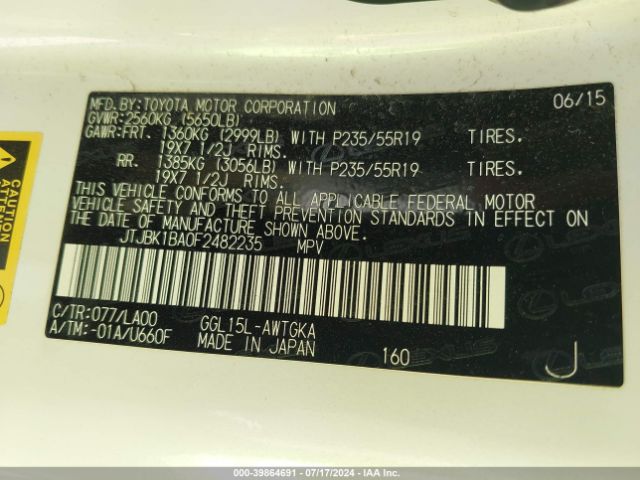 MFD. BY:TOYOTA MOTOR CORPORATION 06/15
GVWR:2560KG (5650LB)
GAWR:FRT. 1360KG (2999LB) WITH P235/55R19 TIRES.
19X7 1/2J RIMS.
RR. 1385KG (3056LB) WITH P235/55R19 TIRES.
19X7 1/2J RIMS.
THIS VEHICLE CONFORMS TO ALL APPLICABLE FEDERAL MOTOR
VEHICLE SAFETY AND THEFT PREVENTION STANDARDS IN EFFECT ON
THE DATE OF MANUFACTURE SHOWN ABOVE.
JTJBK1BA0F2482235 MPV
C/TR:077/LA00 GGL15L-AWTGKA
A/TM:-01A/U660F MADE IN JAPAN 160 J
CAUTION
LEXUS
000-39864691 - 07/17/2024 - IAA Inc.